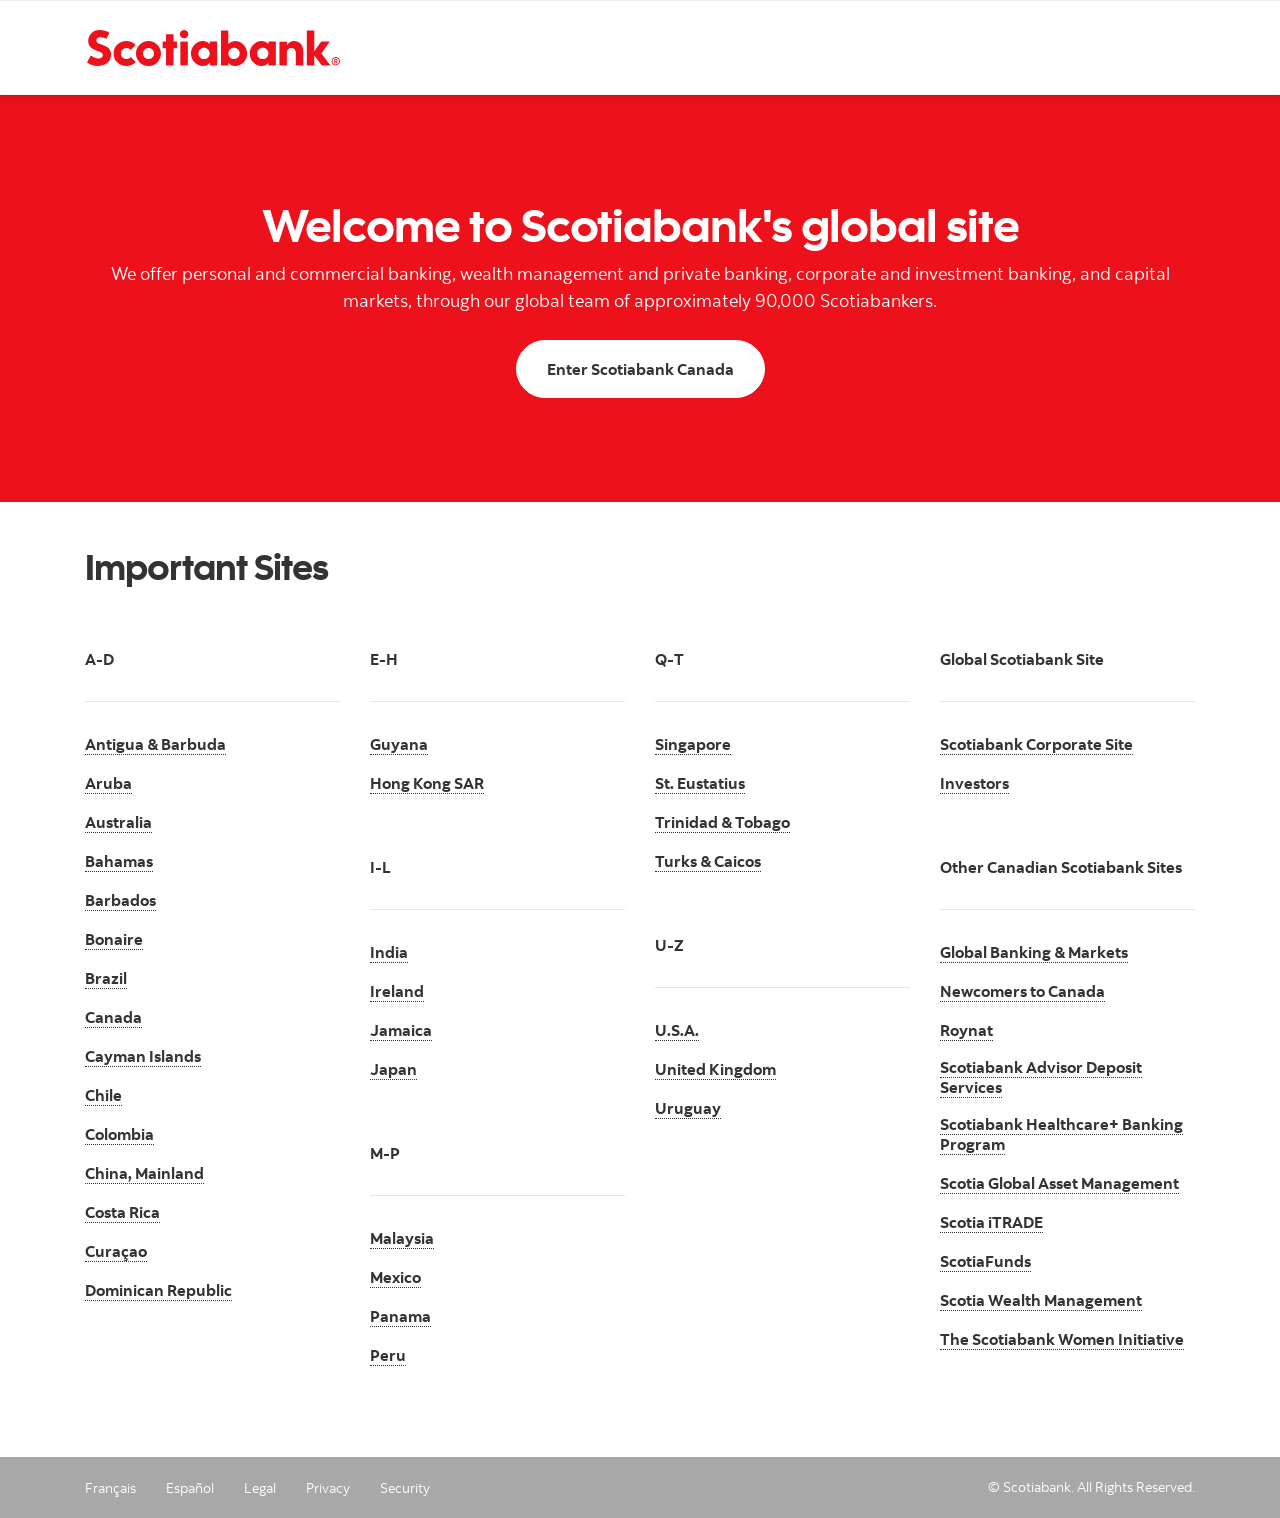 Scotiabank®
Welcome to Scotiabank's global site
We offer personal and commercial banking, wealth management and private banking, corporate and investment banking, and capital
markets, through our global team of approximately 90,000 Scotiabankers.
Enter Scotiabank Canada
Important Sites
A-D
Antigua & Barbuda
Aruba
Australia
Bahamas
Barbados
Bonaire
Brazil
Canada
Cayman Islands
Chile
Colombia
China, Mainland
Costa Rica
Curaçao
Dominican Republic
E-H
Guyana
Hong Kong SAR
I-L
India
Ireland
Jamaica
Japan
M-P
Malaysia
Mexico
Panama
Peru
Q-T
Singapore
St. Eustatius
Trinidad & Tobago
Turks & Caicos
U-Z
U.S.A.
United Kingdom
Uruguay
Global Scotiabank Site
Scotiabank Corporate Site
Investors
Other Canadian Scotiabank Sites
Global Banking & Markets
Newcomers to Canada
Roynat
Scotiabank Advisor Deposit
Services
Scotiabank Healthcare+ Banking
Program
Scotia Global Asset Management
Scotia iTRADE
ScotiaFunds
Scotia Wealth Management
The Scotiabank Women Initiative
Français Español Legal Privacy Security
© Scotiabank. All Rights Reserved.